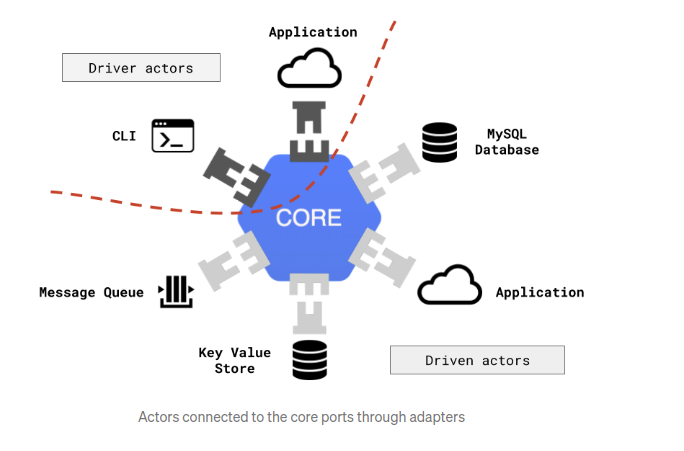 Application
Driver actors
CLI
MySQL
Database
CORE
Message Queue
Application
Key Value
Store
Driven actors
Actors connected to the core ports through adapters